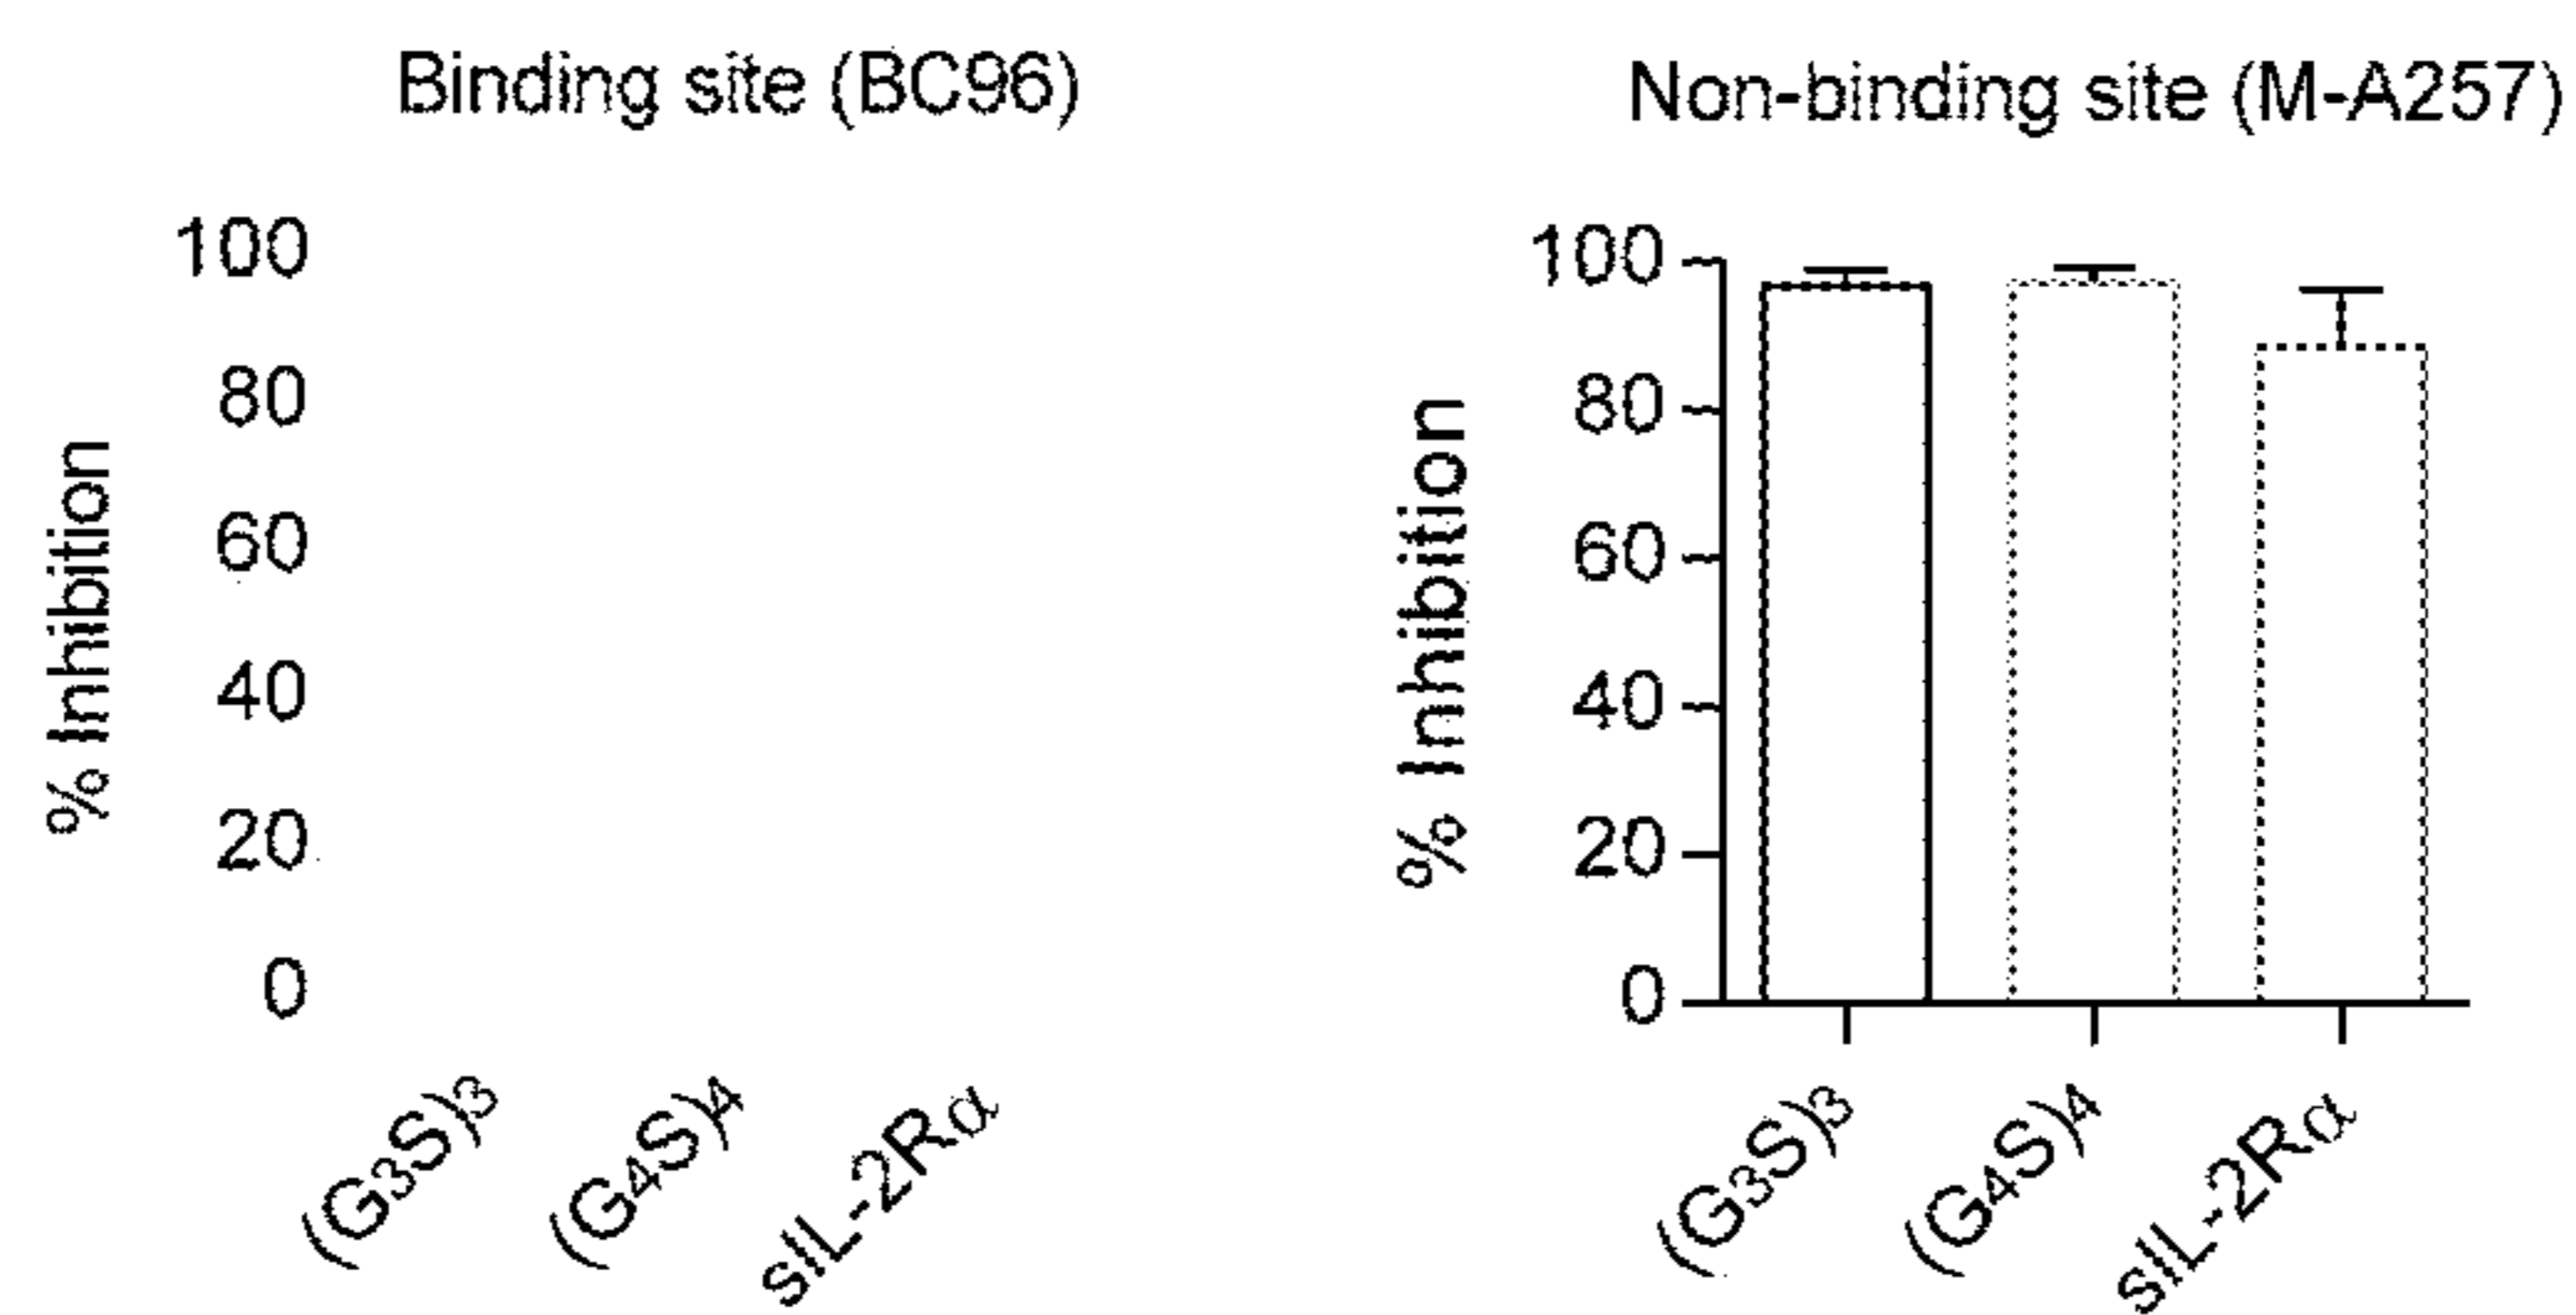 Binding site (BC96)
% Inhibition
100
80
60
40
20
0
(G3S)3
(G4S)4
sIL-2Rα
Non-binding site (M-A257)
% Inhibition
100
80
60
40
20
0
(G3S)3
(G4S)4
sIL-2Rα